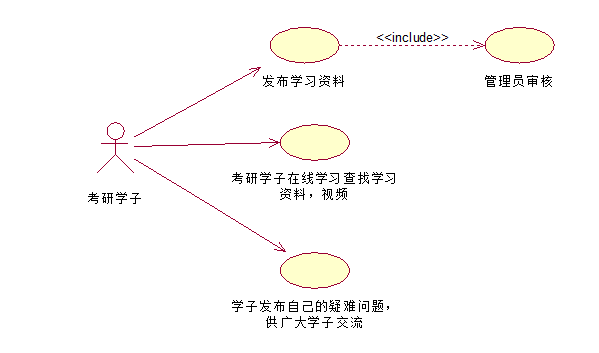 <<include>>
发布学习资料
管理员审核
考研学子在线学习查找学习
资料，视频
考研学子
学子发布自己的疑难问题，
供广大学子交流